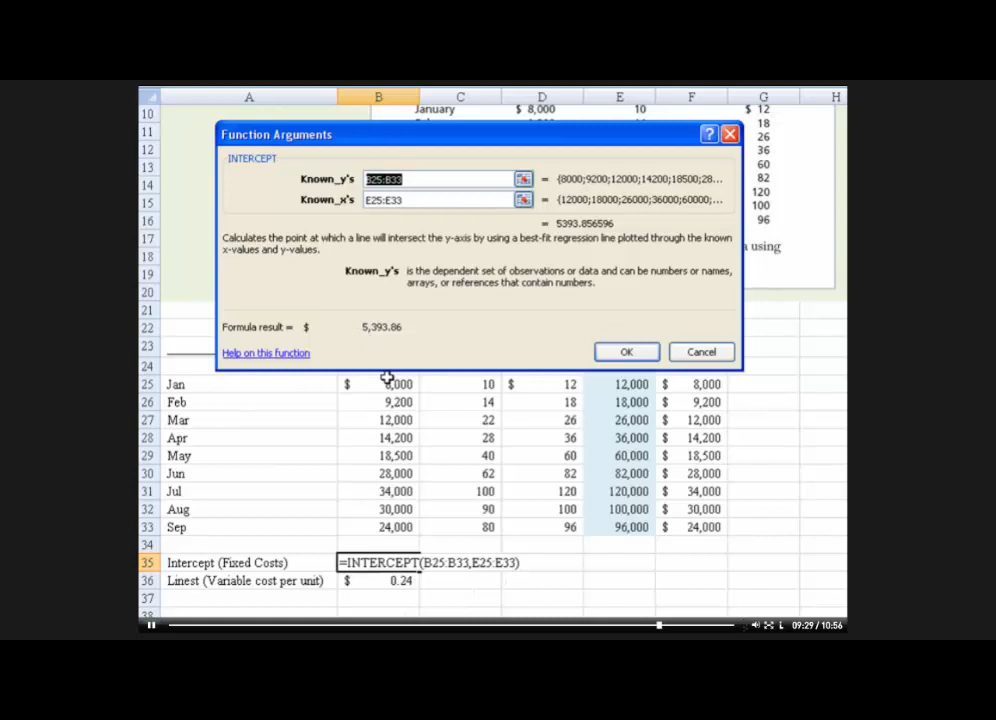 A B C D E F G H
10 January $ 8,000 10 $ 12
11 18
12 26
13 36
14 60
15 82
16 120
17 100
18 96
19 using
20
21
22
23
24
Function Arguments
INTERCEPT
Known_y's B25:B33 = {8000;9200;12000;14200;18500;28...
Known_x's E25:E33 = {12000;18000;26000;36000;60000;...
= 5393.856596
Calculates the point at which a line will intersect the y-axis by using a best-fit regression line plotted through the known
x-values and y-values.
Known_y's is the dependent set of observations or data and can be numbers or names,
arrays, or references that contain numbers.
Formula result = $ 5,393.86
Help on this function OK Cancel
25 Jan $ 8,000 10 $ 12 12,000 $ 8,000
26 Feb 9,200 14 18 18,000 $ 9,200
27 Mar 12,000 22 26 26,000 $ 12,000
28 Apr 14,200 28 36 36,000 $ 14,200
29 May 18,500 40 60 60,000 $ 18,500
30 Jun 28,000 62 82 82,000 $ 28,000
31 Jul 34,000 100 120 120,000 $ 34,000
32 Aug 30,000 90 100 100,000 $ 30,000
33 Sep 24,000 80 96 96,000 $ 24,000
34
35 Intercept (Fixed Costs) =INTERCEPT(B25:B33,E25:E33)
36 Linest (Variable cost per unit) $ 0.24
37
38
09:29 / 10:56